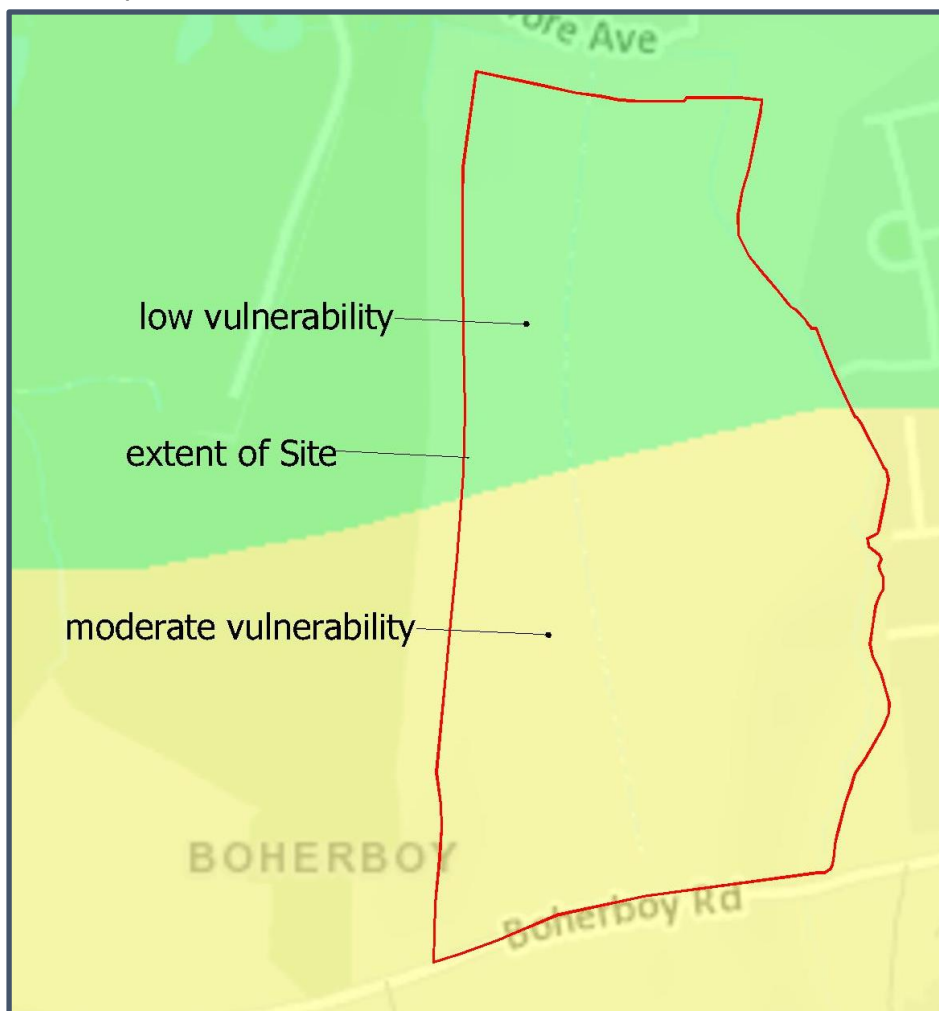 ore Ave
low vulnerability
extent of Site
moderate vulnerability
BOHERBOY
Boherboy Rd